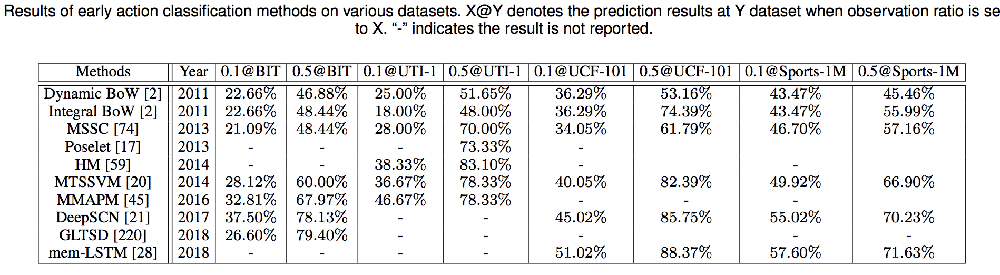 Results of early action classification methods on various datasets. X@Y denotes the prediction results at Y dataset when observation ratio is se
to X. “-” indicates the result is not reported.
Methods Year 0.1@BIT 0.5@BIT 0.1@UTI-1 0.5@UTI-1 0.1@UCF-101 0.5@UCF-101 0.1@Sports-1M 0.5@Sports-1M
Dynamic BoW [2] 2011 22.66% 46.88% 25.00% 51.65% 36.29% 53.16% 43.47% 45.46%
Integral BoW [2] 2011 22.66% 48.44% 18.00% 48.00% 36.29% 74.39% 43.47% 55.99%
MSSC [74] 2013 21.09% 48.44% 28.00% 70.00% 34.05% 61.79% 46.70% 57.16%
Poselet [17] 2013 - - - 73.33% -
HM [59] 2014 - - 38.33% 83.10% - -
MTSSVM [20] 2014 28.12% 60.00% 36.67% 78.33% 40.05% 82.39% 49.92% 66.90%
MMAPM [45] 2016 32.81% 67.97% 46.67% 78.33% - - -
DeepSCN [21] 2017 37.50% 78.13% - - 45.02% 85.75% 55.02% 70.23%
GLTSD [220] 2018 26.60% 79.40% - - - - - -
mem-LSTM [28] 2018 - - - - 51.02% 88.37% 57.60% 71.63%